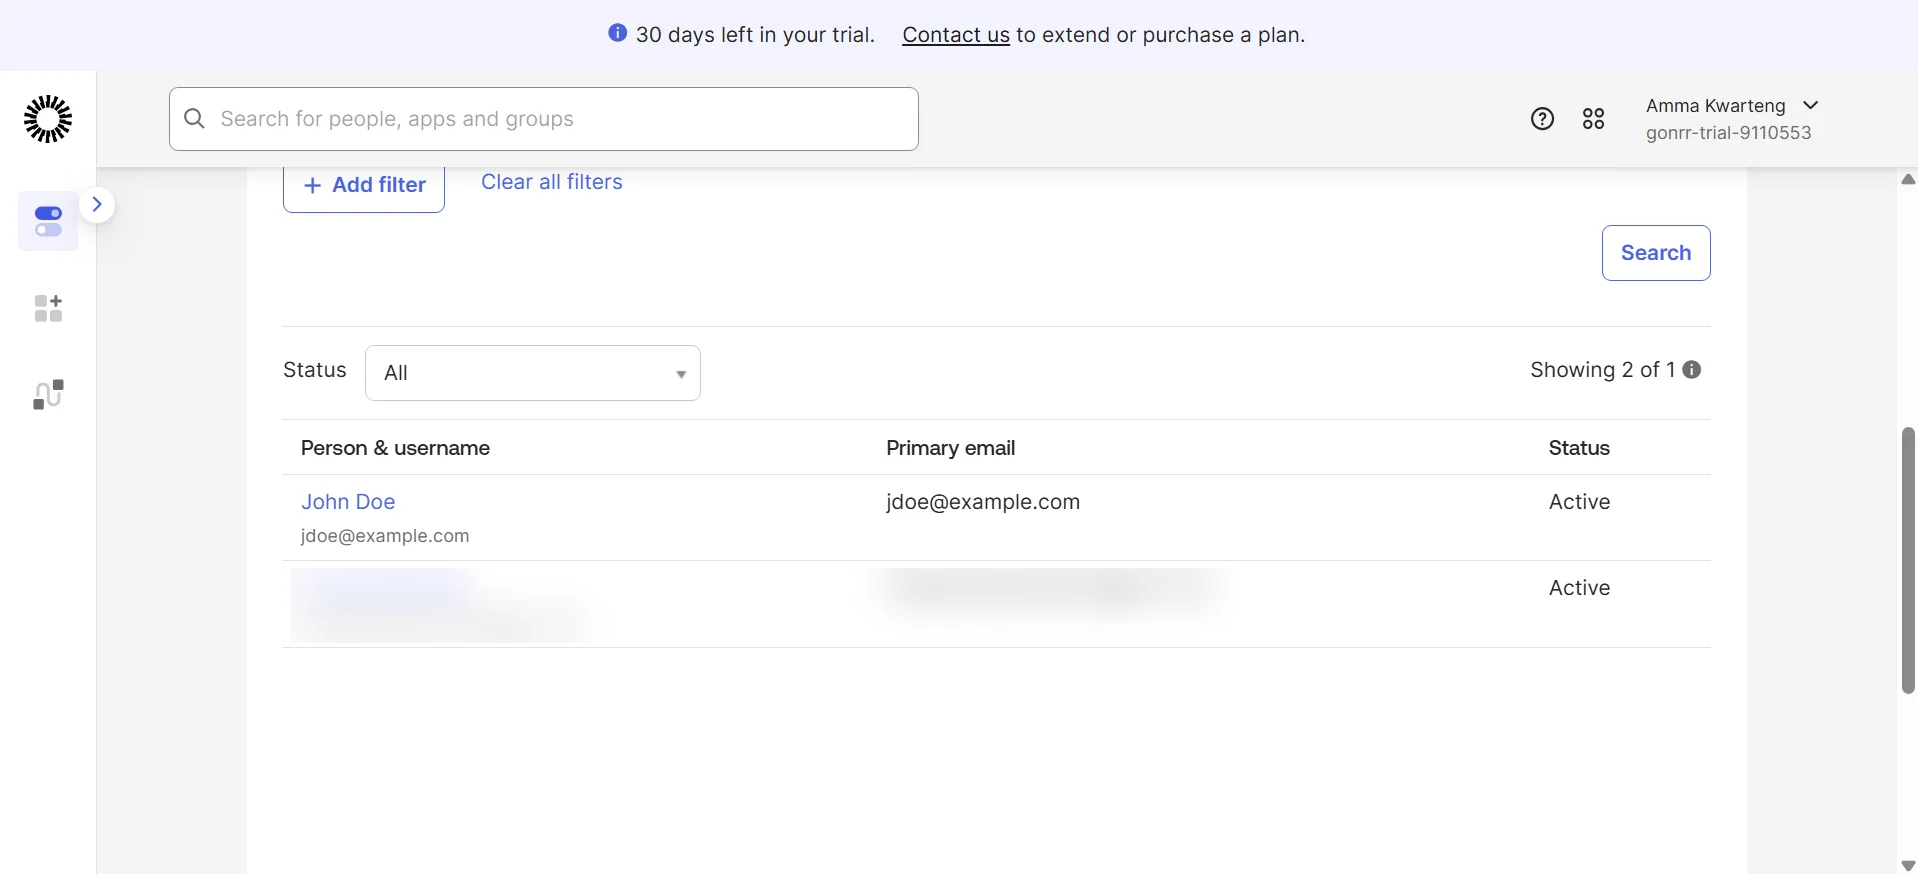 30 days left in your trial. Contact us to extend or purchase a plan.
Search for people, apps and groups
Amma Kwarteng
gonrr-trial-9110553
+ Add filter
Clear all filters
Search
Status
All
Showing 2 of 1
Person & username
Primary email
Status
John Doe
jdoe@example.com
Active
jdoe@example.com
Active